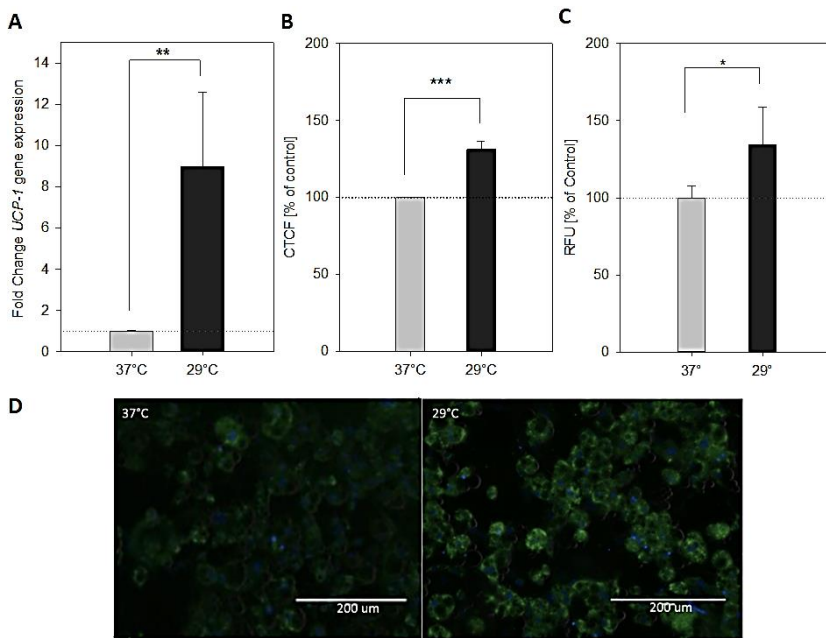 A
Fold Change UCP-1 gene expression
14
12
10
8
6
4
2
1
0
**
37°C
29°C
B
CTCF [% of control]
200
150
100
50
0
***
37°C
29°C
C
RFU [% of Control]
200
150
100
50
0
*
37°
29°
D
37°C
200 um
29°C
200 um